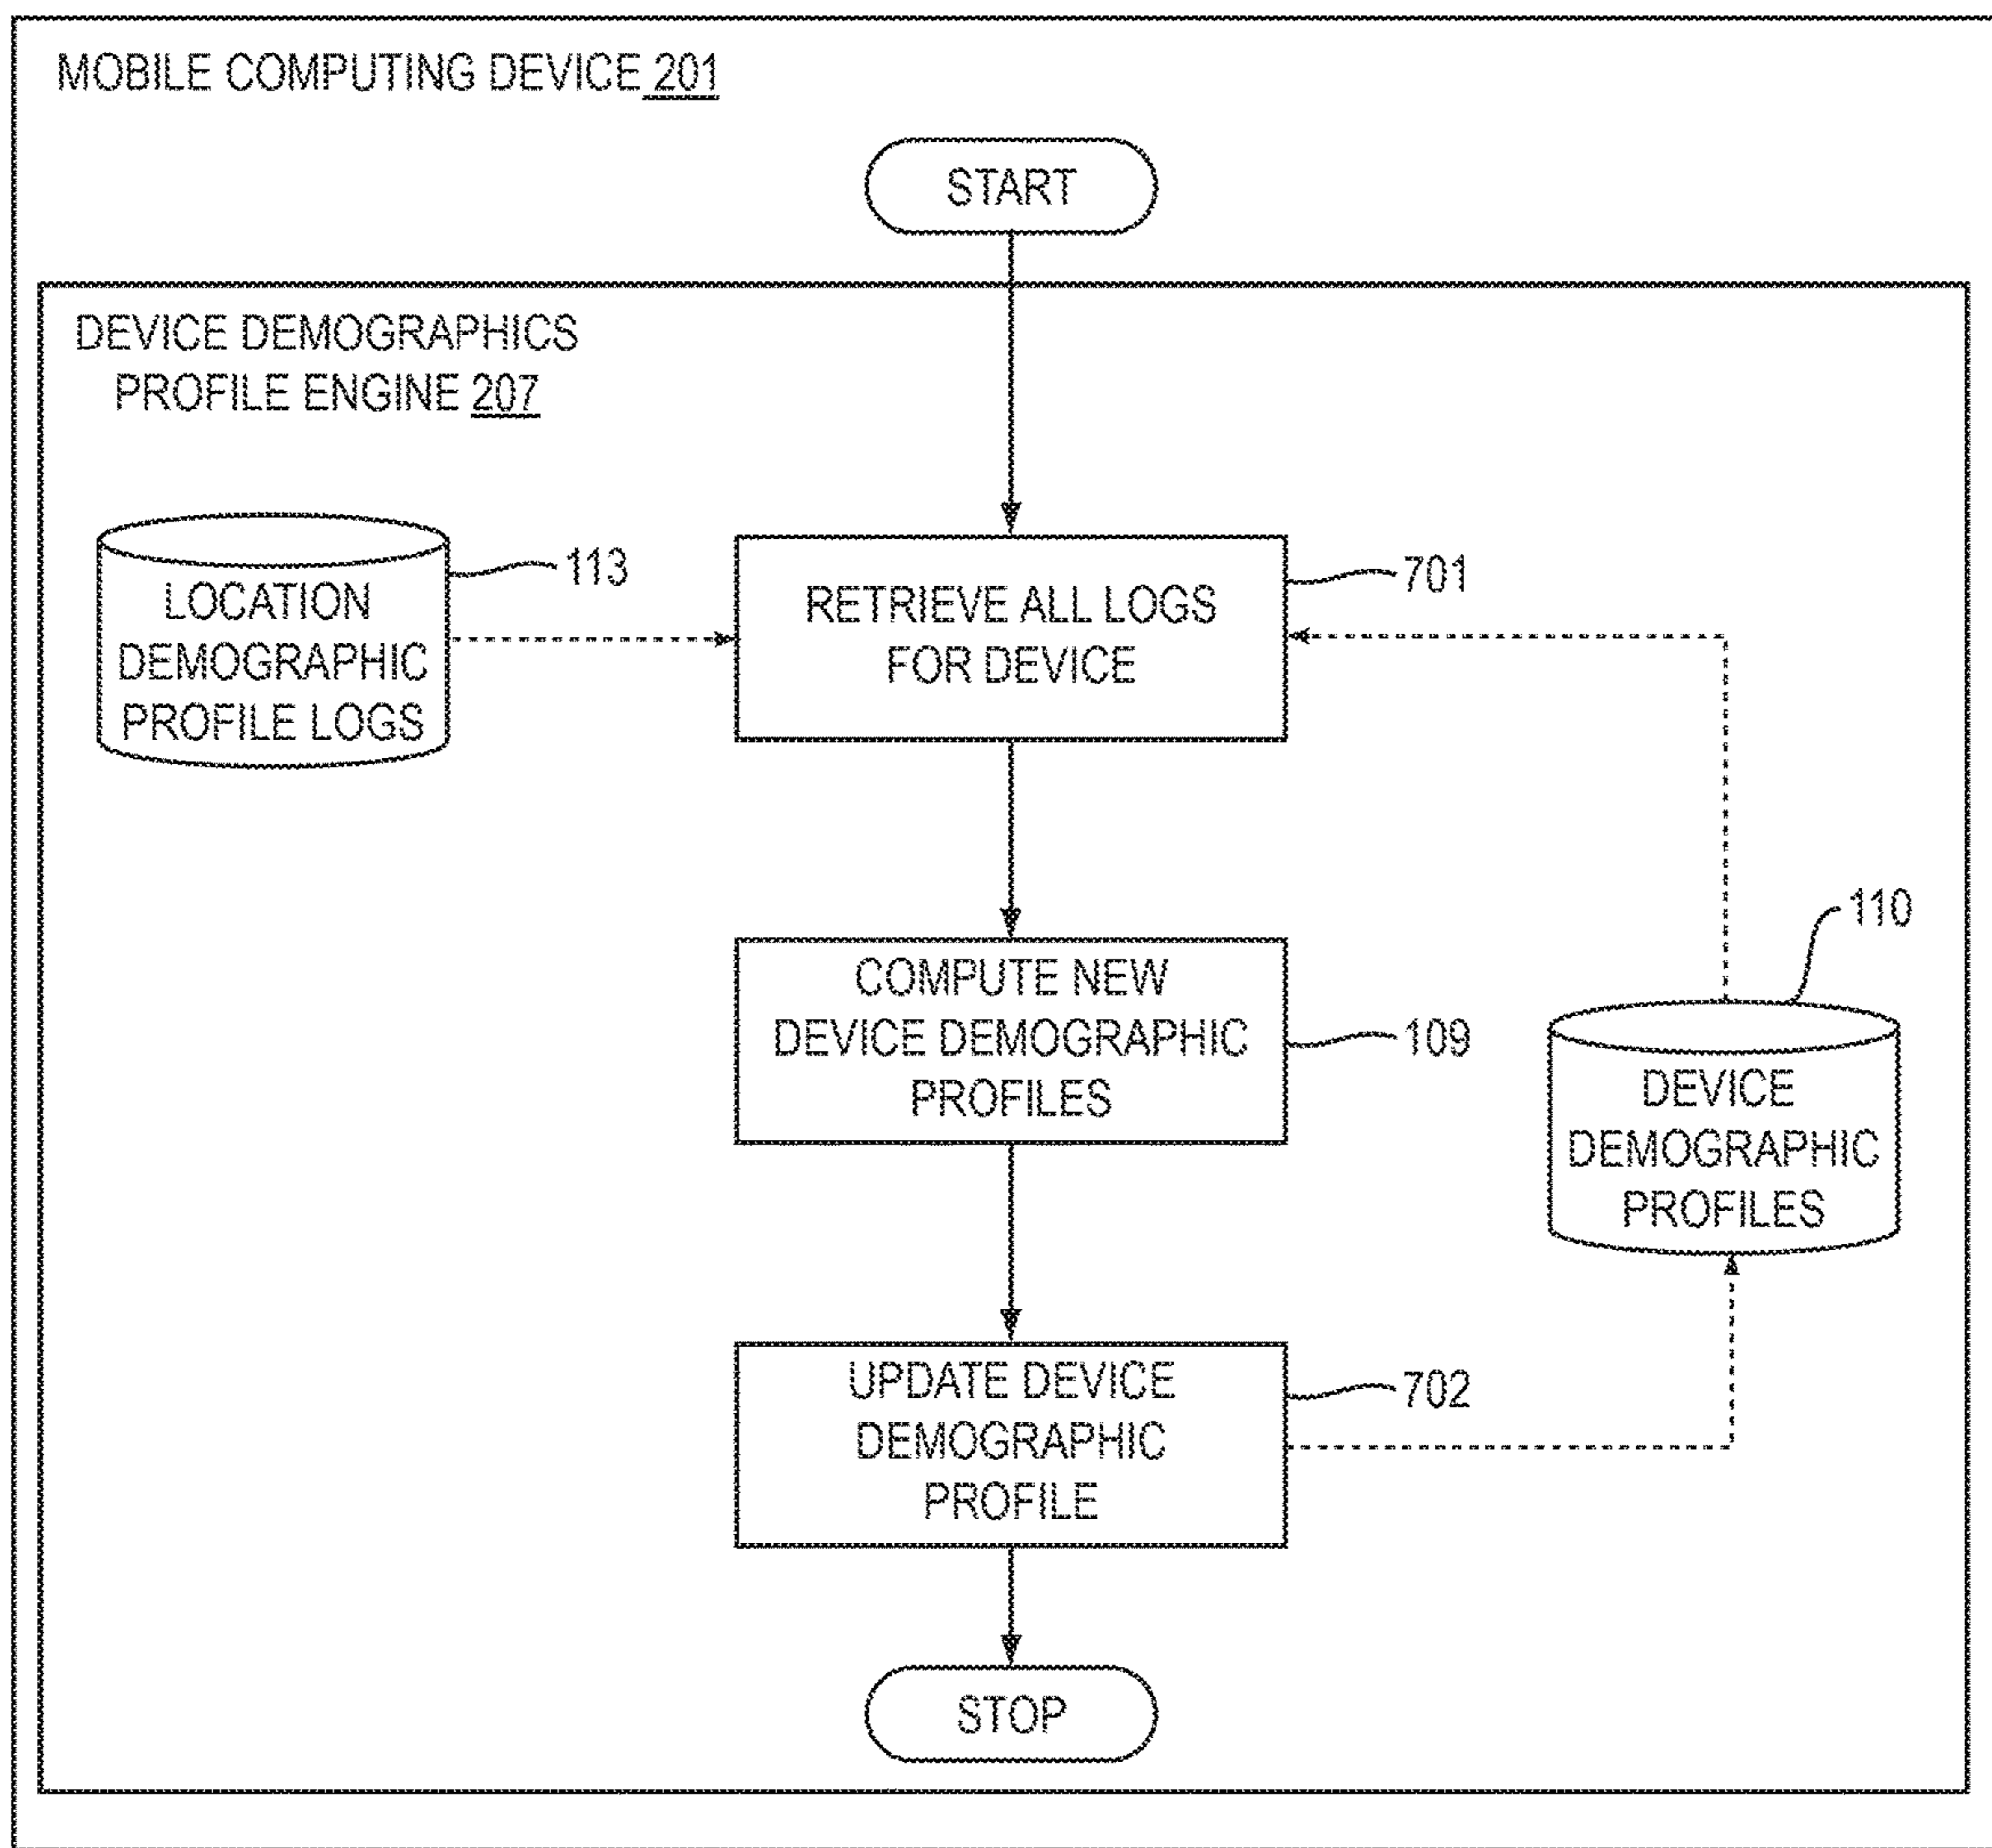 MOBILE COMPUTING DEVICE 201
START
DEVICE DEMOGRAPHICS
PROFILE ENGINE 207
LOCATION
DEMOGRAPHIC
PROFILE LOGS
113
RETRIEVE ALL LOGS
FOR DEVICE
701
COMPUTE NEW
DEVICE DEMOGRAPHIC
PROFILES
109
110
DEVICE
DEMOGRAPHIC
PROFILES
UPDATE DEVICE
DEMOGRAPHIC
PROFILE
702
STOP